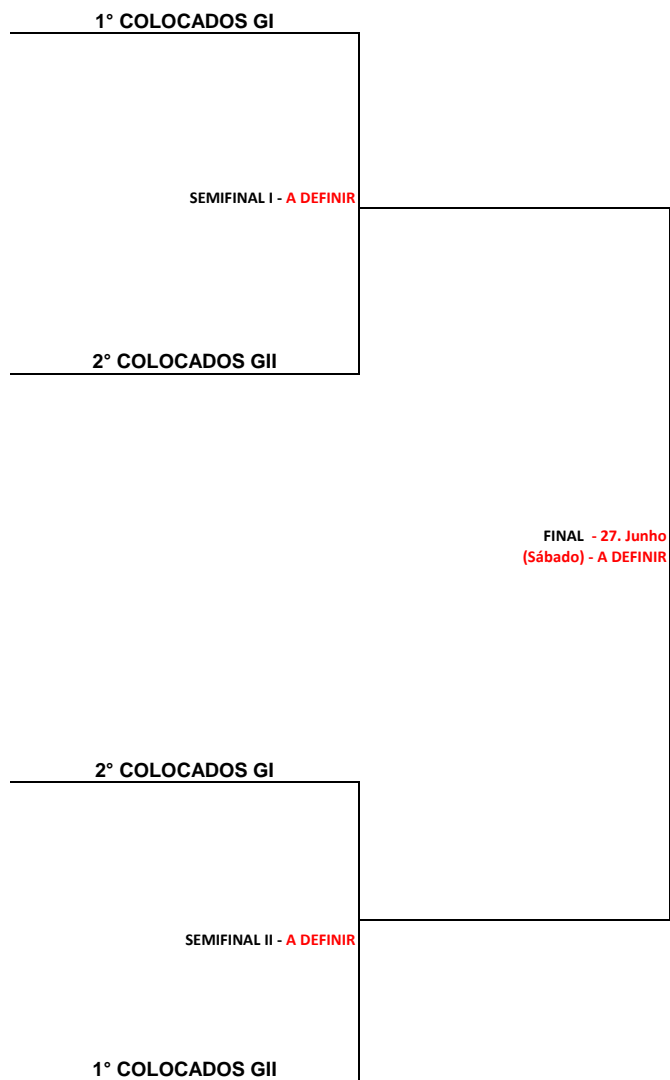 1° COLOCADOS GI
SEMIFINAL I - A DEFINIR
2° COLOCADOS GII
FINAL - 27. Junho
(Sábado) - A DEFINIR
2° COLOCADOS GI
SEMIFINAL II - A DEFINIR
1° COLOCADOS GII